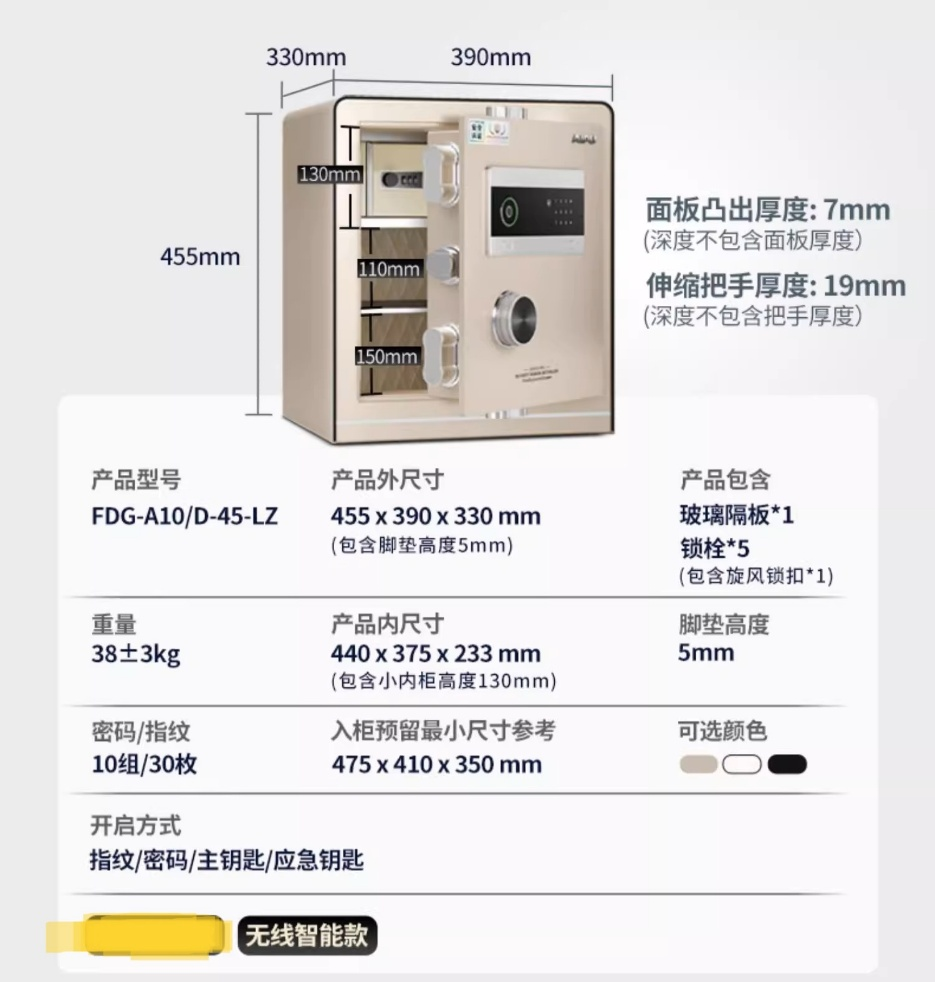 330mm
390mm
130mm
455mm
110mm
150mm
面板凸出厚度: 7mm
(深度不包含面板厚度)
伸缩把手厚度: 19mm
(深度不包含把手厚度)
产品型号
FDG-A10/D-45-LZ
产品外尺寸
455 x 390 x 330 mm
(包含脚垫高度5mm)
产品包含
玻璃隔板*1
锁栓*5
(包含旋风锁扣*1)
重量
38±3kg
产品内尺寸
440 x 375 x 233 mm
(包含小内柜高度130mm)
脚垫高度
5mm
密码/指纹
10组/30枚
入柜预留最小尺寸参考
475 x 410 x 350 mm
可选颜色
开启方式
指纹/密码/主钥匙/应急钥匙
无线智能款